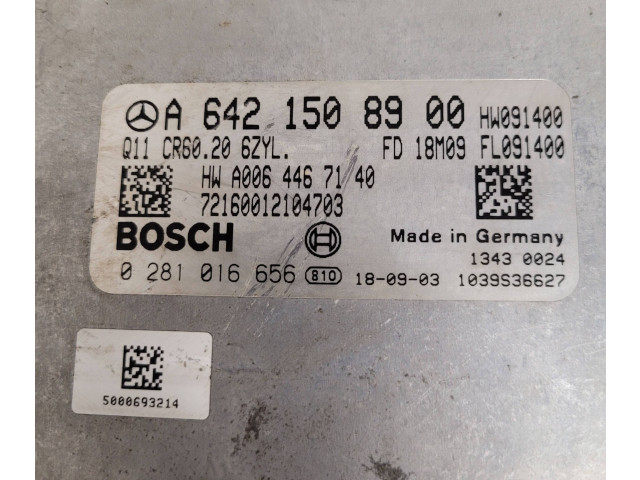 A 642 150 89 00 HW091400
Q11 CR60.20 6ZYL. FD 18M09 FL091400
HW A006 446 71 40
72160012104703
BOSCH Made in Germany
1343 0024
0 281 016 656 810 18-09-03 1039S36627
5000693214